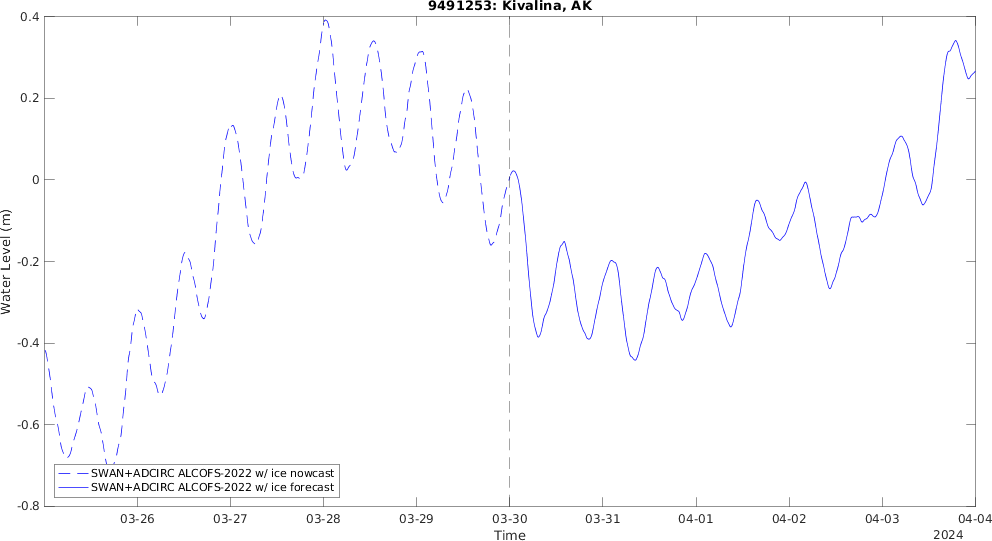 9491253: Kivalina, AK
0.4
0.2
0
-0.2
-0.4
-0.6
-0.8
Water Level (m)
SWAN+ADCIRC ALCOFS-2022 w/ ice nowcast
SWAN+ADCIRC ALCOFS-2022 w/ ice forecast
03-26 03-27 03-28 03-29 03-30 03-31 04-01 04-02 04-03 04-04
Time
2024